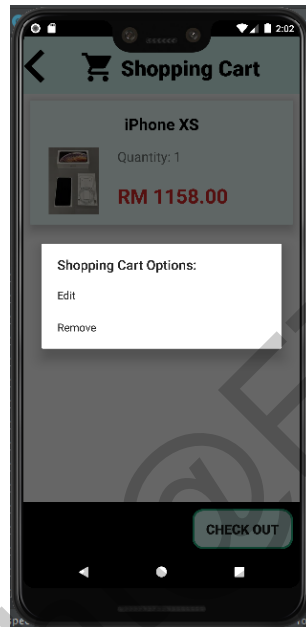 2:02
Shopping Cart
iPhone XS
Quantity: 1
RM 1158.00
Shopping Cart Options:
Edit
Remove
CHECK OUT